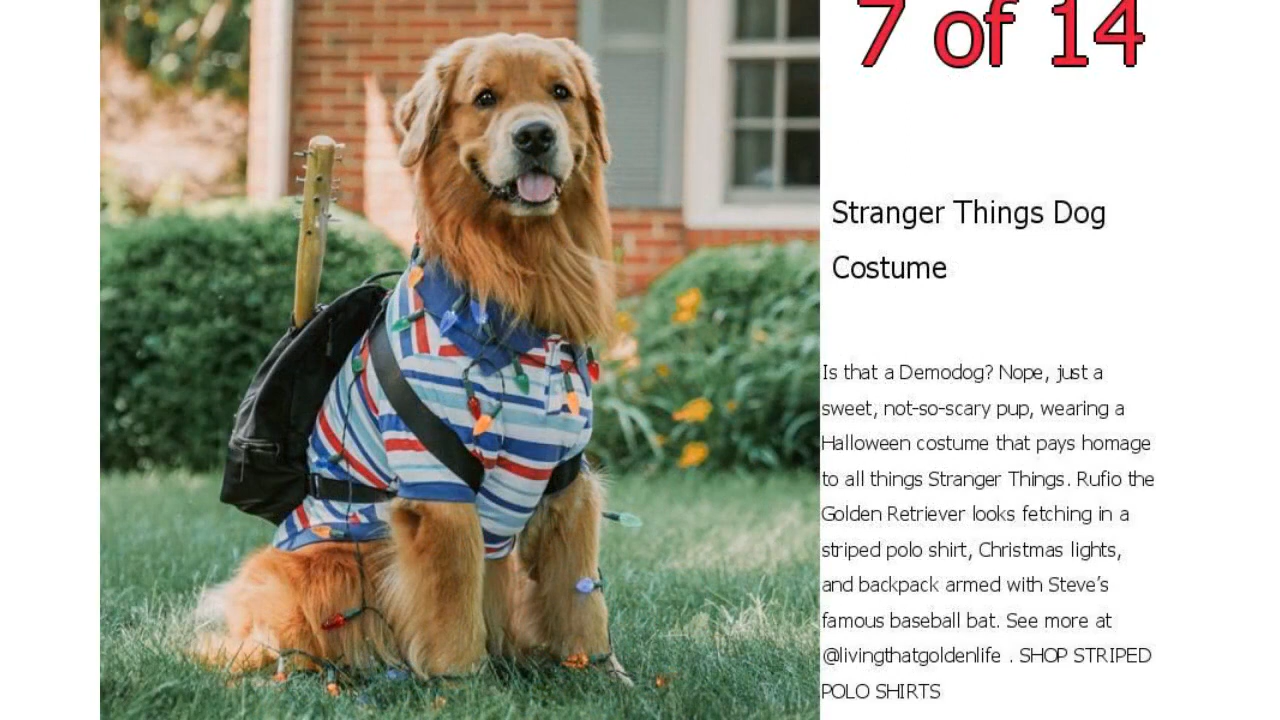 7 of 14
Stranger Things Dog
Costume
Is that a Demodog? Nope, just a
sweet, not-so-scary pup, wearing a
Halloween costume that pays homage
to all things Stranger Things. Rufio the
Golden Retriever looks fetching in a
striped polo shirt, Christmas lights,
and backpack armed with Steve's
famous baseball bat. See more at
@livingthatgoldenlife . SHOP STRIPED
POLO SHIRTS